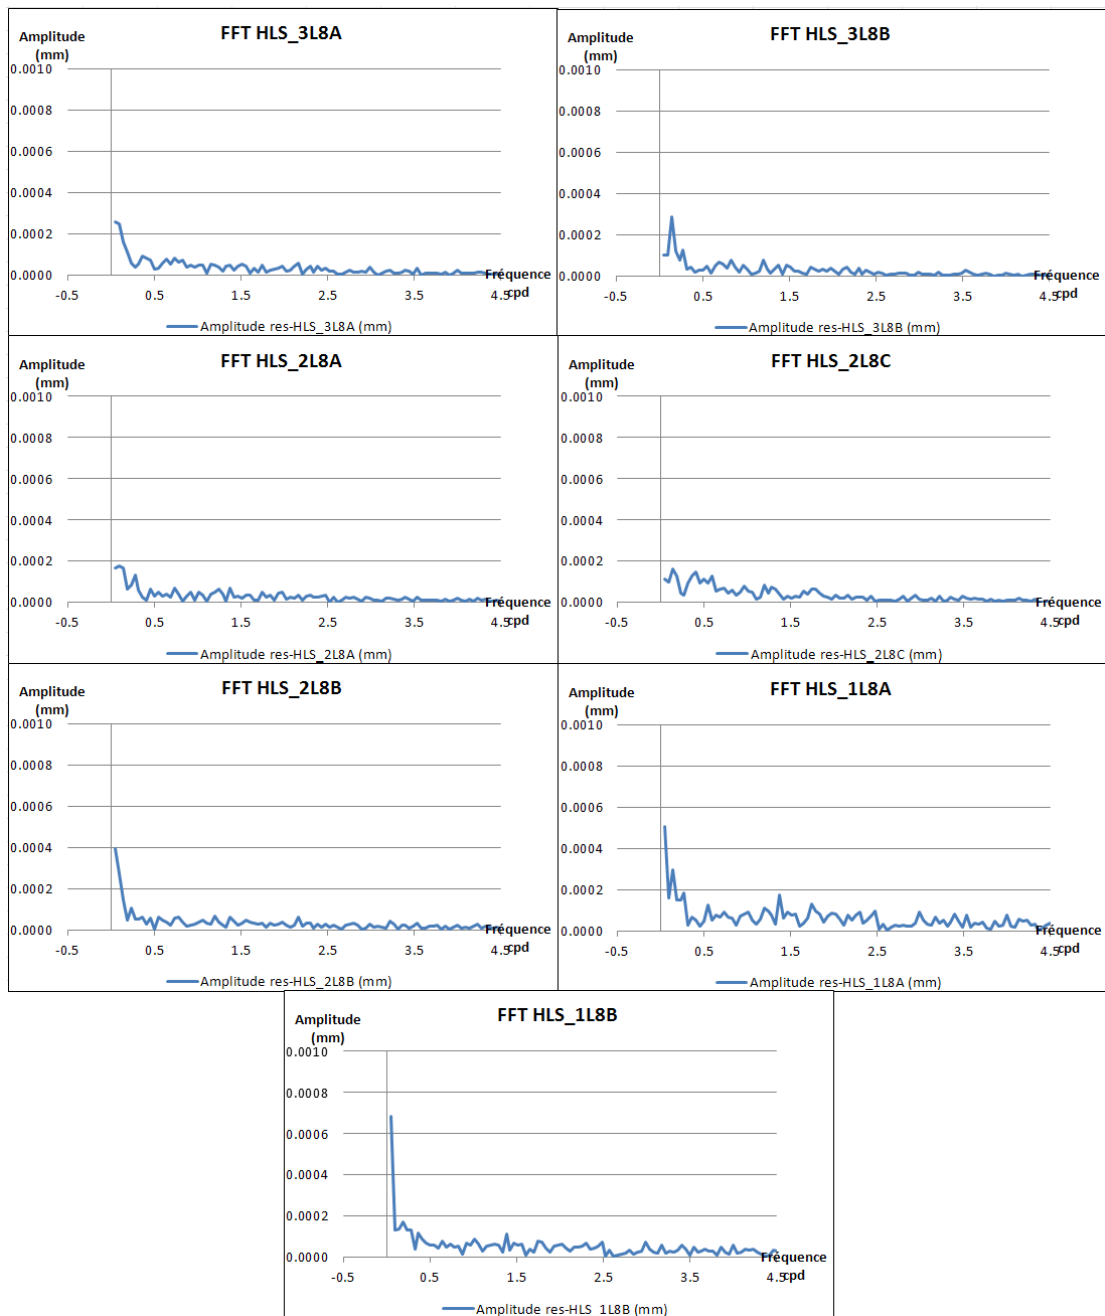 FFT HLS_3L8A
Amplitude
(mm)
0.0010
0.0008
0.0006
0.0004
0.0002
0.0000
-0.5 0.5 1.5 2.5 3.5 4.5
Fréquence
cpd
Amplitude res-HLS_3L8A (mm)
FFT HLS_3L8B
Amplitude
(mm)
0.0010
0.0008
0.0006
0.0004
0.0002
0.0000
-0.5 0.5 1.5 2.5 3.5 4.5
Fréquence
cpd
Amplitude res-HLS_3L8B (mm)
FFT HLS_2L8A
Amplitude
(mm)
0.0010
0.0008
0.0006
0.0004
0.0002
0.0000
-0.5 0.5 1.5 2.5 3.5 4.5
Fréquence
cpd
Amplitude res-HLS_2L8A (mm)
FFT HLS_2L8C
Amplitude
(mm)
0.0010
0.0008
0.0006
0.0004
0.0002
0.0000
-0.5 0.5 1.5 2.5 3.5 4.5
Fréquence
cpd
Amplitude res-HLS_2L8C (mm)
FFT HLS_2L8B
Amplitude
(mm)
0.0010
0.0008
0.0006
0.0004
0.0002
0.0000
-0.5 0.5 1.5 2.5 3.5 4.5
Fréquence
cpd
Amplitude res-HLS_2L8B (mm)
FFT HLS_1L8A
Amplitude
(mm)
0.0010
0.0008
0.0006
0.0004
0.0002
0.0000
-0.5 0.5 1.5 2.5 3.5 4.5
Fréquence
cpd
Amplitude res-HLS_1L8A (mm)
FFT HLS_1L8B
Amplitude
(mm)
0.0010
0.0008
0.0006
0.0004
0.0002
0.0000
-0.5 0.5 1.5 2.5 3.5 4.5
Fréquence
cpd
Amplitude res-HLS_1L8B (mm)